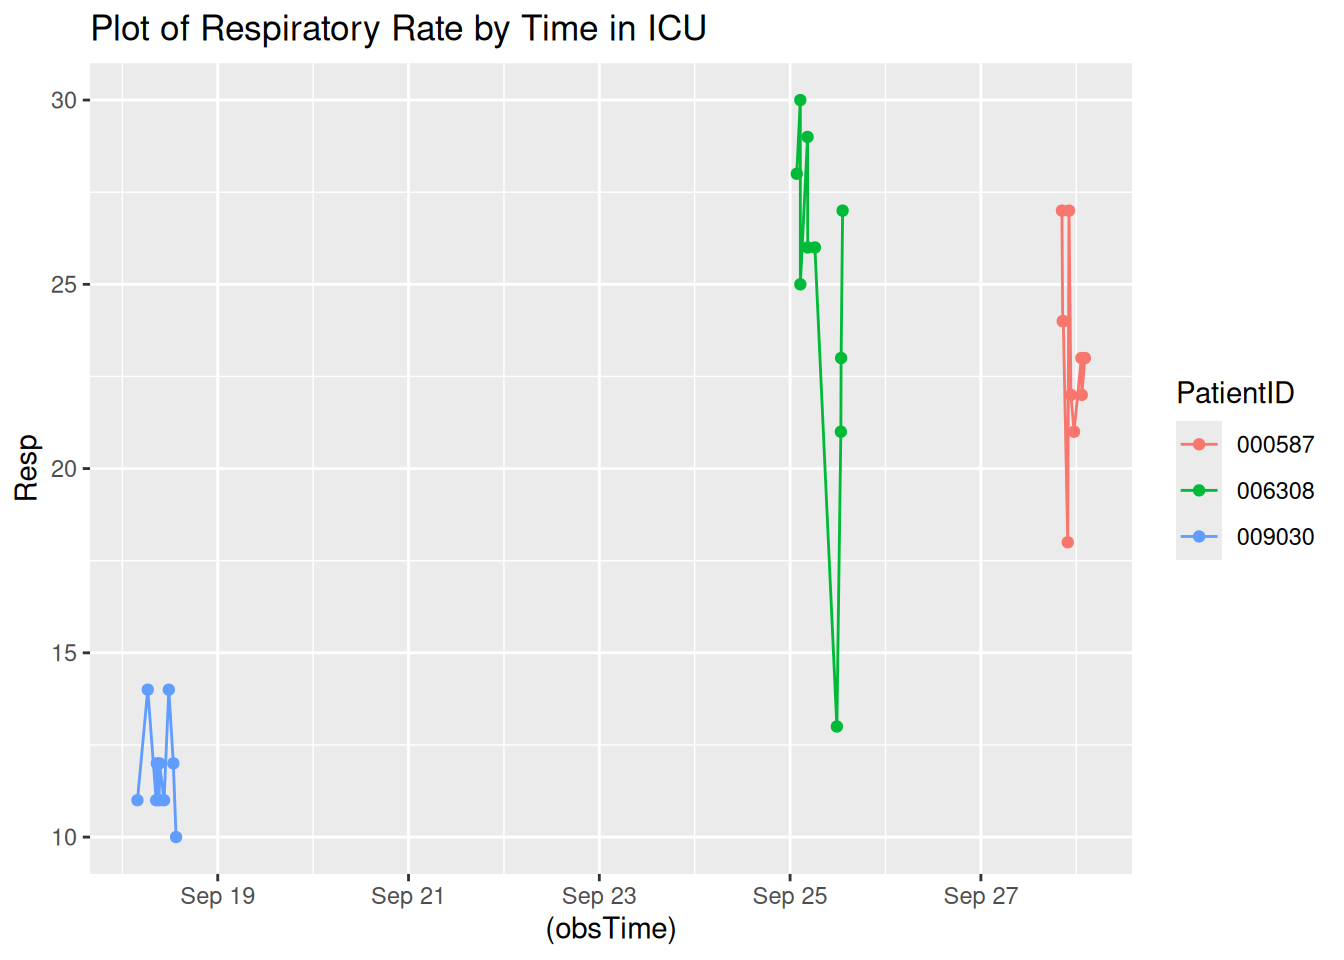 Plot of Respiratory Rate by Time in ICU
30
25
20
15
10
Resp
Sep 19 Sep 21 Sep 23 Sep 25 Sep 27
(obsTime)
PatientID
000587
006308
009030